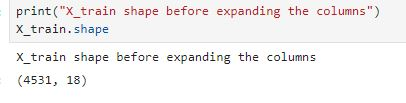 print("X_train shape before expanding the columns")
X_train.shape
X_train shape before expanding the columns
(4531, 18)